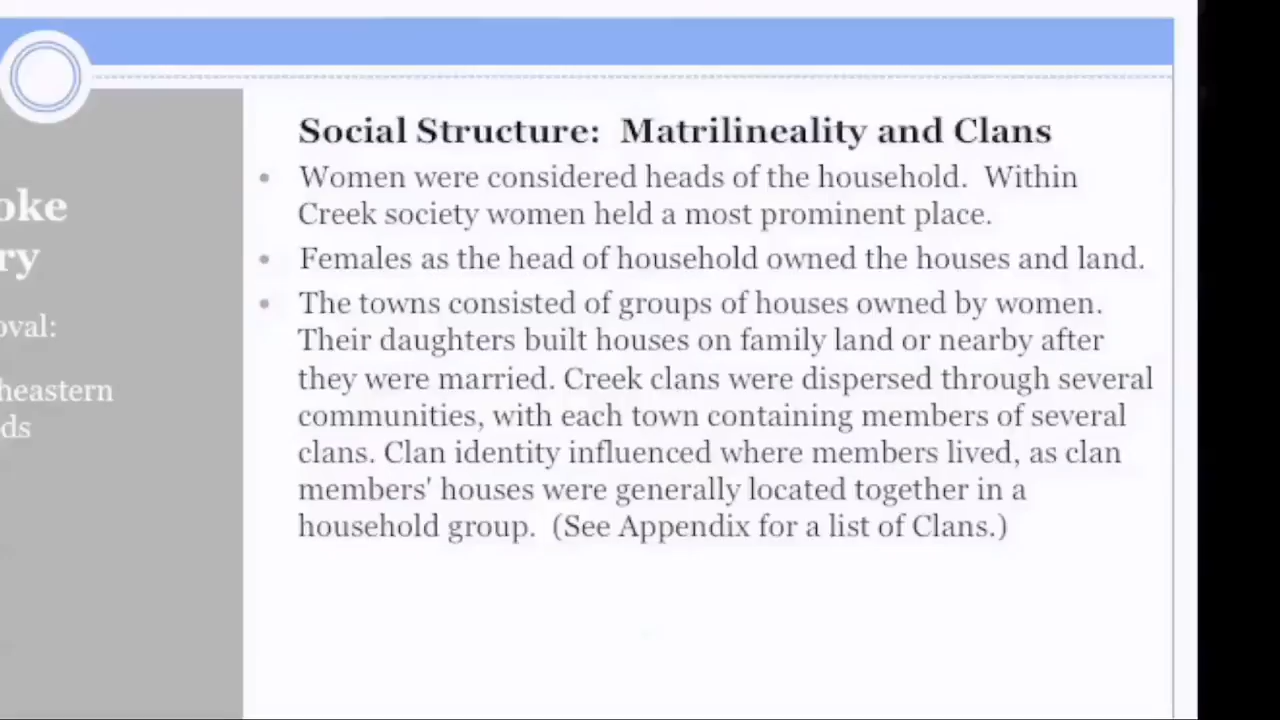 oke
ry
oval:
heastern
ds
Social Structure:  Matrilineality and Clans
• Women were considered heads of the household.  Within
Creek society women held a most prominent place.
• Females as the head of household owned the houses and land.
• The towns consisted of groups of houses owned by women.
Their daughters built houses on family land or nearby after
they were married. Creek clans were dispersed through several
communities, with each town containing members of several
clans. Clan identity influenced where members lived, as clan
members' houses were generally located together in a
household group.  (See Appendix for a list of Clans.)